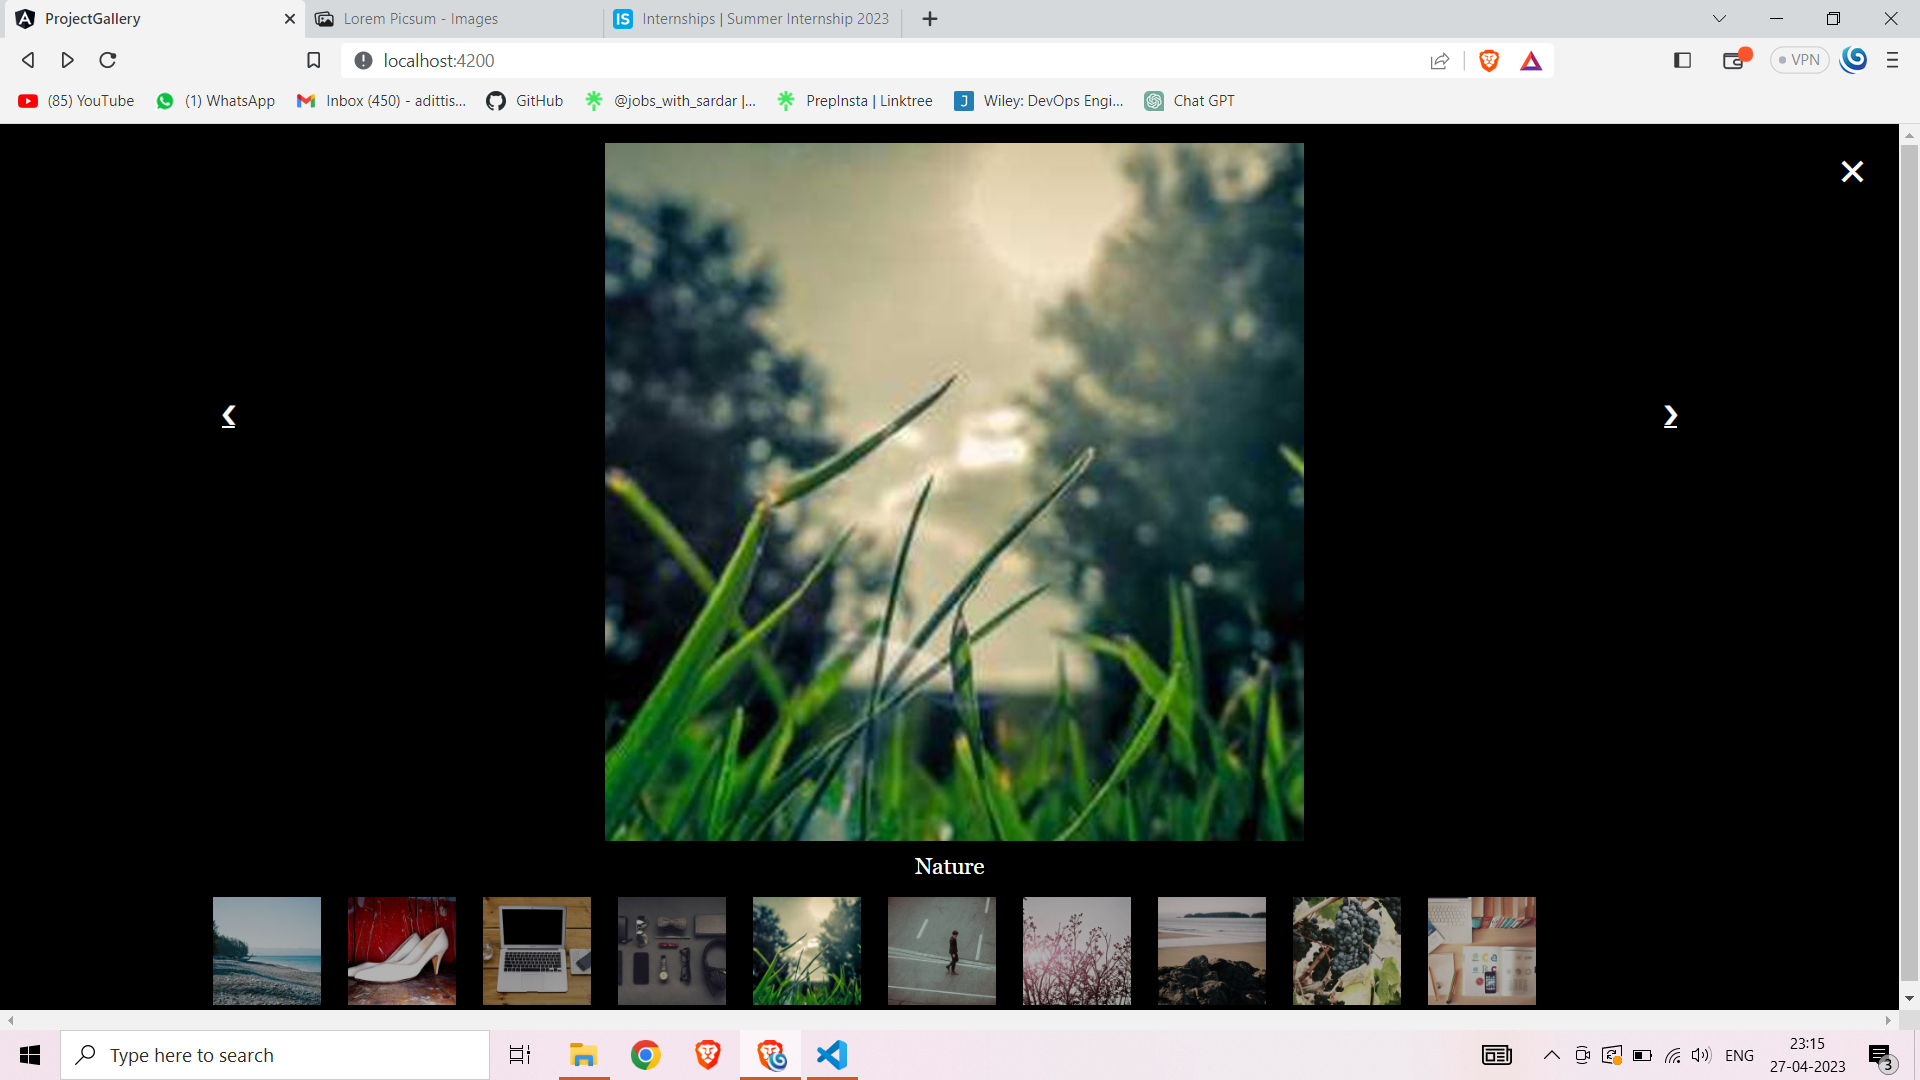 ProjectGallery
Lorem Picsum - Images
IS Internships | Summer Internship 2023
localhost:4200
VPN
(85) YouTube
(1) WhatsApp
Inbox (450) - adittis...
GitHub
@jobs_with_sardar |...
PrepInsta | Linktree
J Wiley: DevOps Engi...
Chat GPT
Nature
Type here to search
ENG
23:15
27-04-2023
3